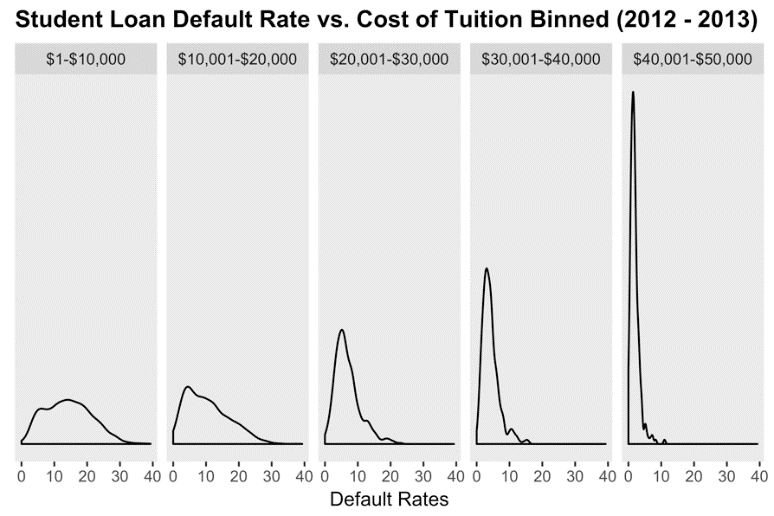 Student Loan Default Rate vs. Cost of Tuition Binned (2012 - 2013)
$1-$10,000 $10,001-$20,000 $20,001-$30,000 $30,001-$40,000 $40,001-$50,000
0 10 20 30 40 0 10 20 30 40 0 10 20 30 40 0 10 20 30 40 0 10 20 30 40
Default Rates